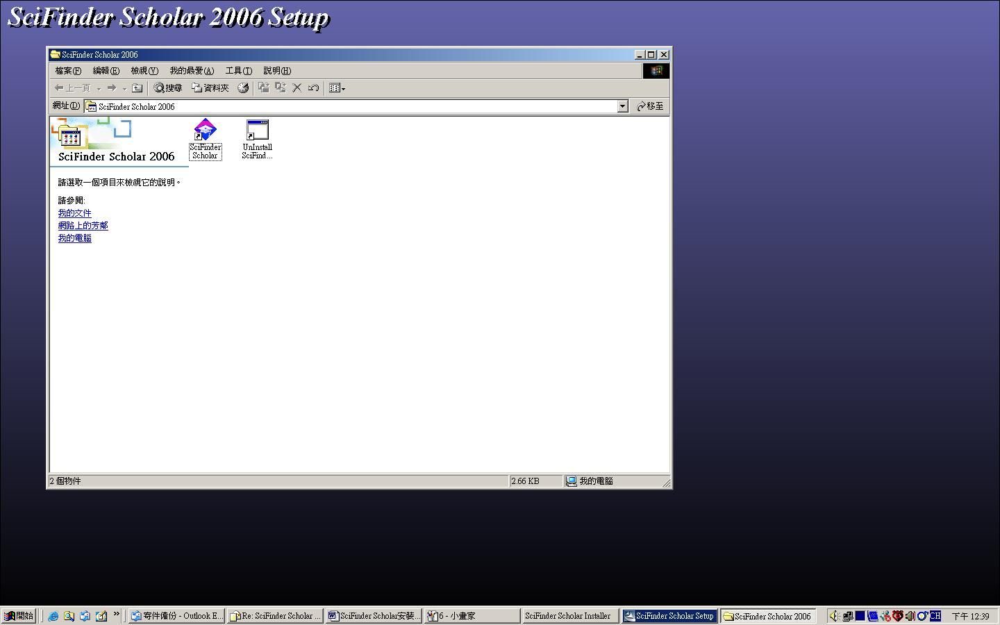 SciFinder Scholar 2006 Setup
SciFinder Scholar 2006
檔案(F) 編輯(E) 檢視(V) 我的最愛(A) 工具(T) 說明(H)
上一頁 搜尋 資料夾
網址(D) SciFinder Scholar 2006 移至
SciFinder Scholar 2006
SciFinder
Scholar
UnInstall
SciFind...
請選取一個項目來檢視它的說明。
請參閱:
我的文件
網路上的芳鄰
我的電腦
2 個物件 2.66 KB 我的電腦
開始 » 寄件備份 - Outlook E... Re: SciFinder Scholar ... SciFinder Scholar安裝... 6 - 小畫家 SciFinder Scholar Installer SciFinder Scholar Setup SciFinder Scholar 2006 CH 下午 12:39